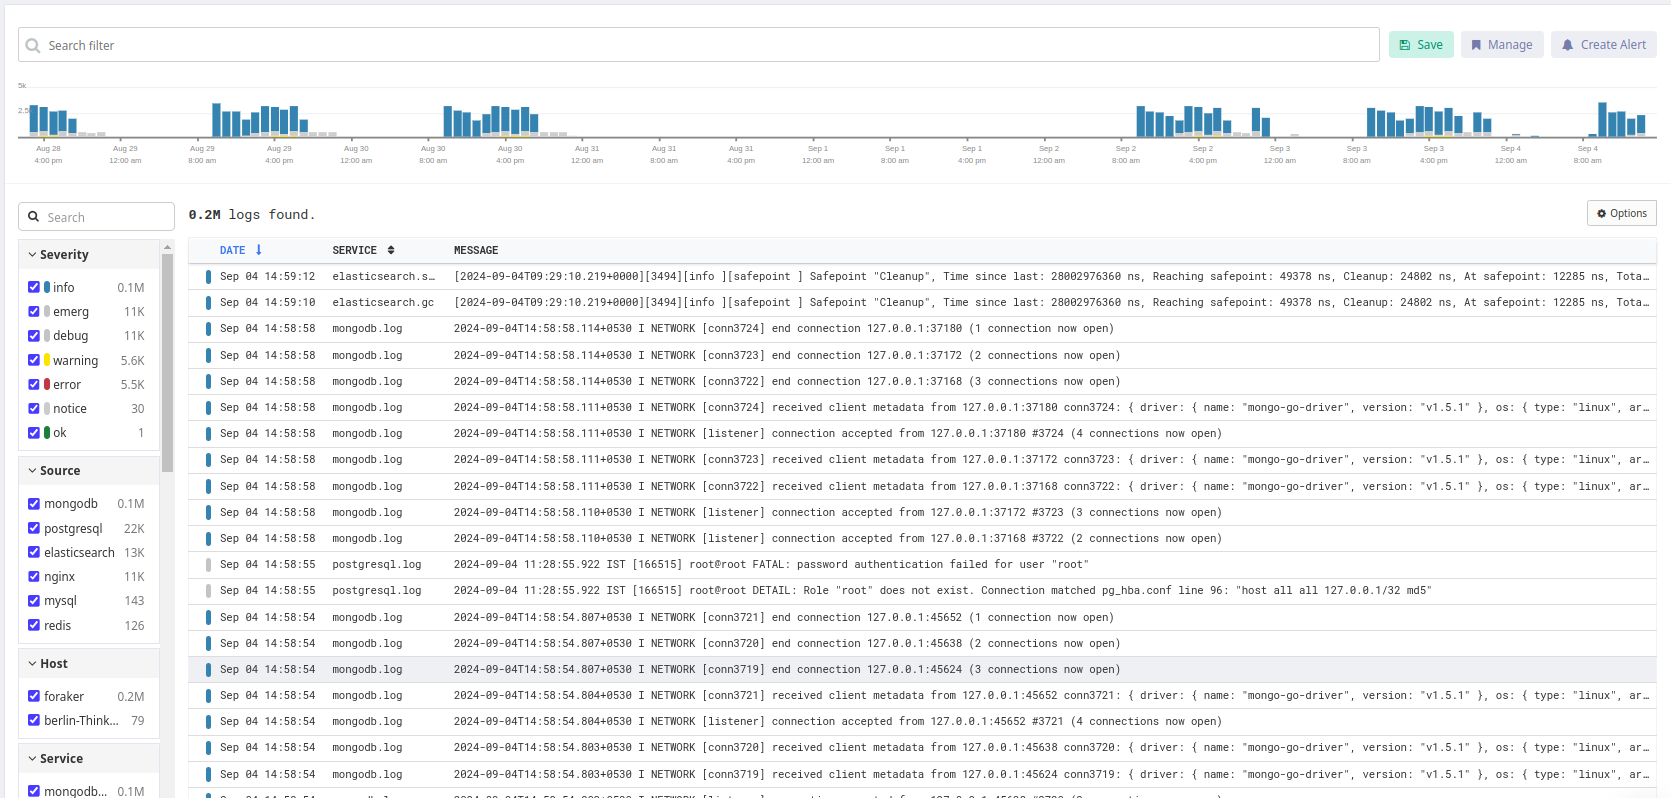 Search filter
Save
Manage
Create Alert
5k
2.5
Aug 28 4:00 pm
Aug 29 12:00 am
Aug 29 8:00 am
Aug 29 4:00 pm
Aug 30 12:00 am
Aug 30 8:00 am
Aug 30 4:00 pm
Aug 31 12:00 am
Aug 31 8:00 am
Aug 31 4:00 pm
Sep 1 12:00 am
Sep 1 8:00 am
Sep 1 4:00 pm
Sep 2 12:00 am
Sep 2 8:00 am
Sep 2 4:00 pm
Sep 3 12:00 am
Sep 3 8:00 am
Sep 3 4:00 pm
Sep 4 12:00 am
Sep 4 8:00 am
Search
Severity
info 0.1M
emerg 11K
debug 11K
warning 5.6K
error 5.5K
notice 30
ok 1
Source
mongodb 0.1M
postgresql 22K
elasticsearch 13K
nginx 11K
mysql 143
redis 126
Host
foraker 0.2M
berlin-Think... 79
Service
mongodb... 0.1M
0.2M logs found.
Options
DATE SERVICE MESSAGE
Sep 04 14:59:12 elasticsearch.s… [2024-09-04T09:29:10.219+0000][3494][info ][safepoint ] Safepoint "Cleanup", Time since last: 28002976360 ns, Reaching safepoint: 49378 ns, Cleanup: 24802 ns, At safepoint: 12285 ns, Tota…
Sep 04 14:59:10 elasticsearch.gc [2024-09-04T09:29:10.219+0000][3494][info ][safepoint ] Safepoint "Cleanup", Time since last: 28002976360 ns, Reaching safepoint: 49378 ns, Cleanup: 24802 ns, At safepoint: 12285 ns, Tota…
Sep 04 14:58:58 mongodb.log 2024-09-04T14:58:58.114+0530 I NETWORK [conn3724] end connection 127.0.0.1:37180 (1 connection now open)
Sep 04 14:58:58 mongodb.log 2024-09-04T14:58:58.114+0530 I NETWORK [conn3723] end connection 127.0.0.1:37172 (2 connections now open)
Sep 04 14:58:58 mongodb.log 2024-09-04T14:58:58.114+0530 I NETWORK [conn3722] end connection 127.0.0.1:37168 (3 connections now open)
Sep 04 14:58:58 mongodb.log 2024-09-04T14:58:58.111+0530 I NETWORK [conn3724] received client metadata from 127.0.0.1:37180 conn3724: { driver: { name: "mongo-go-driver", version: "v1.5.1" }, os: { type: "linux", ar…
Sep 04 14:58:58 mongodb.log 2024-09-04T14:58:58.111+0530 I NETWORK [listener] connection accepted from 127.0.0.1:37180 #3724 (4 connections now open)
Sep 04 14:58:58 mongodb.log 2024-09-04T14:58:58.111+0530 I NETWORK [conn3723] received client metadata from 127.0.0.1:37172 conn3723: { driver: { name: "mongo-go-driver", version: "v1.5.1" }, os: { type: "linux", ar…
Sep 04 14:58:58 mongodb.log 2024-09-04T14:58:58.111+0530 I NETWORK [conn3722] received client metadata from 127.0.0.1:37168 conn3722: { driver: { name: "mongo-go-driver", version: "v1.5.1" }, os: { type: "linux", ar…
Sep 04 14:58:58 mongodb.log 2024-09-04T14:58:58.110+0530 I NETWORK [listener] connection accepted from 127.0.0.1:37172 #3723 (3 connections now open)
Sep 04 14:58:58 mongodb.log 2024-09-04T14:58:58.110+0530 I NETWORK [listener] connection accepted from 127.0.0.1:37168 #3722 (2 connections now open)
Sep 04 14:58:55 postgresql.log 2024-09-04 11:28:55.922 IST [166515] root@root FATAL: password authentication failed for user "root"
Sep 04 14:58:55 postgresql.log 2024-09-04 11:28:55.922 IST [166515] root@root DETAIL: Role "root" does not exist. Connection matched pg_hba.conf line 96: "host all all 127.0.0.1/32 md5"
Sep 04 14:58:54 mongodb.log 2024-09-04T14:58:54.807+0530 I NETWORK [conn3721] end connection 127.0.0.1:45652 (1 connection now open)
Sep 04 14:58:54 mongodb.log 2024-09-04T14:58:54.807+0530 I NETWORK [conn3720] end connection 127.0.0.1:45638 (2 connections now open)
Sep 04 14:58:54 mongodb.log 2024-09-04T14:58:54.807+0530 I NETWORK [conn3719] end connection 127.0.0.1:45624 (3 connections now open)
Sep 04 14:58:54 mongodb.log 2024-09-04T14:58:54.804+0530 I NETWORK [conn3721] received client metadata from 127.0.0.1:45652 conn3721: { driver: { name: "mongo-go-driver", version: "v1.5.1" }, os: { type: "linux", ar…
Sep 04 14:58:54 mongodb.log 2024-09-04T14:58:54.804+0530 I NETWORK [listener] connection accepted from 127.0.0.1:45652 #3721 (4 connections now open)
Sep 04 14:58:54 mongodb.log 2024-09-04T14:58:54.803+0530 I NETWORK [conn3720] received client metadata from 127.0.0.1:45638 conn3720: { driver: { name: "mongo-go-driver", version: "v1.5.1" }, os: { type: "linux", ar…
Sep 04 14:58:54 mongodb.log 2024-09-04T14:58:54.803+0530 I NETWORK [conn3719] received client metadata from 127.0.0.1:45624 conn3719: { driver: { name: "mongo-go-driver", version: "v1.5.1" }, os: { type: "linux", ar…